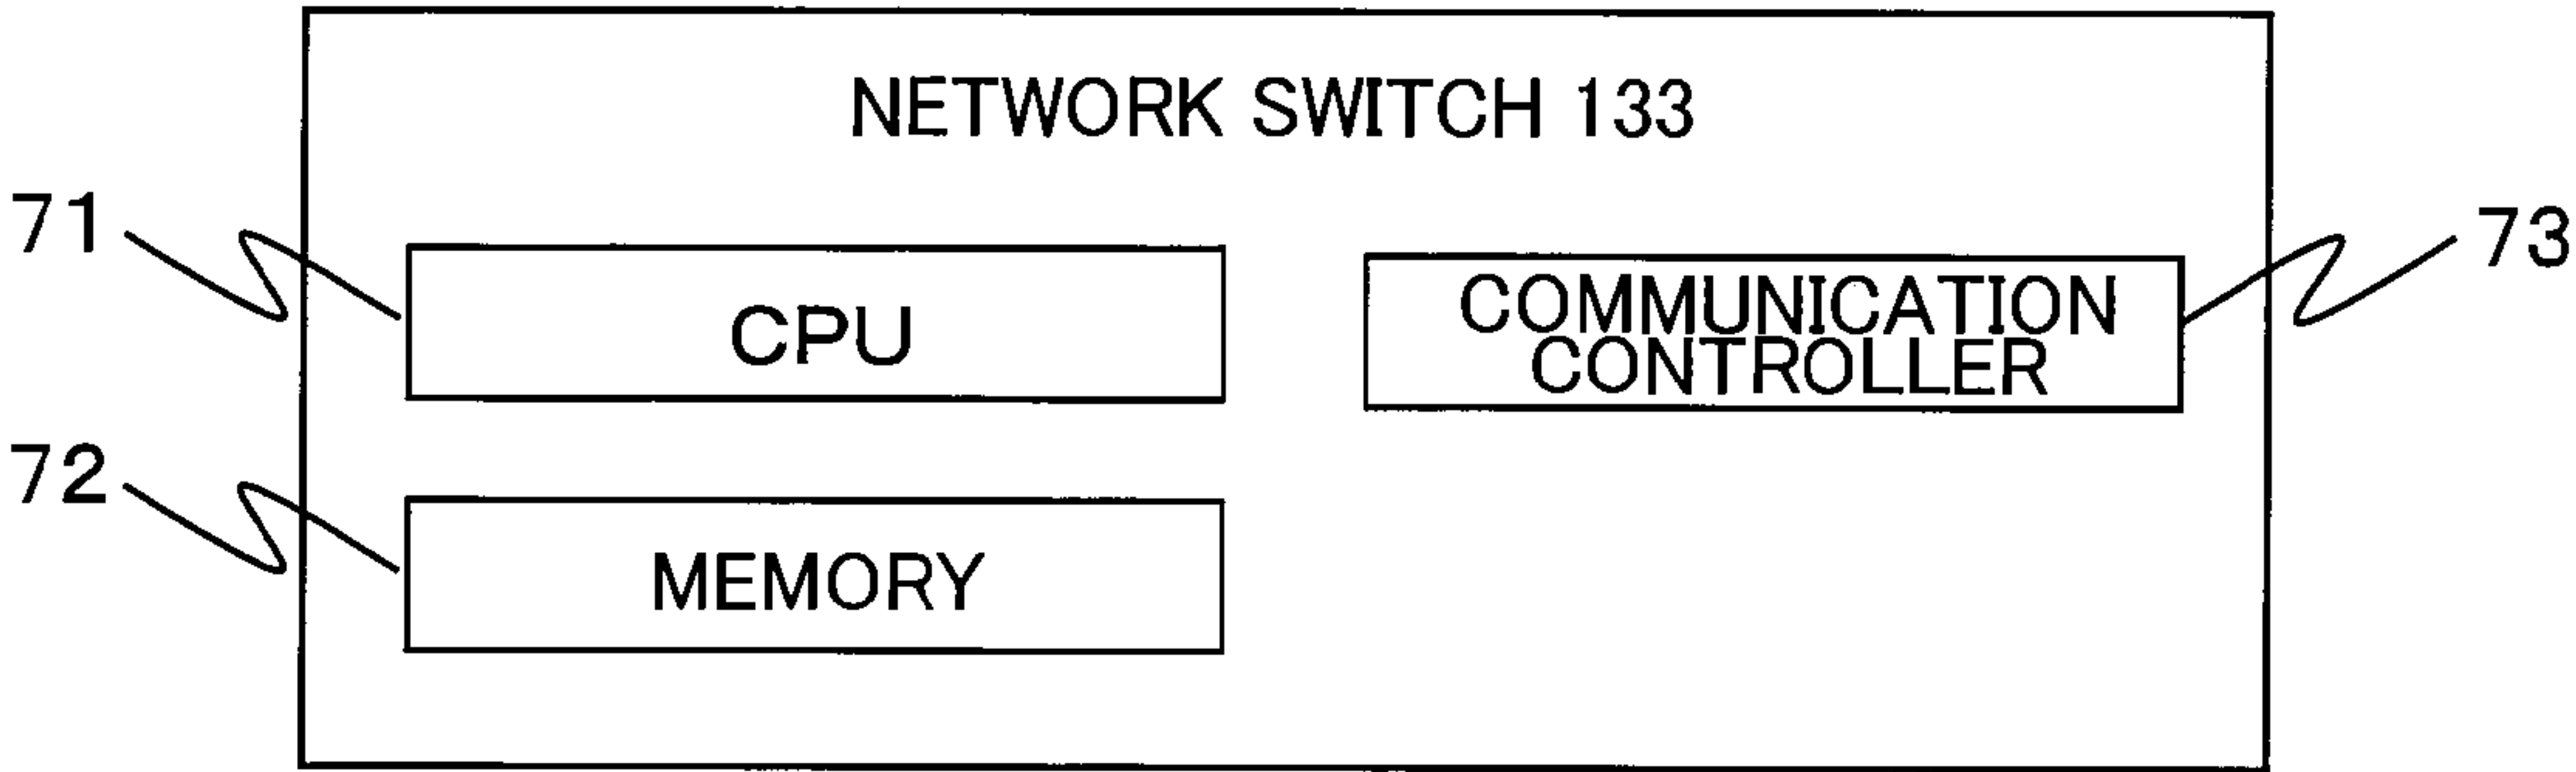 NETWORK SWITCH 133
71
CPU
COMMUNICATION
CONTROLLER
73
72
MEMORY